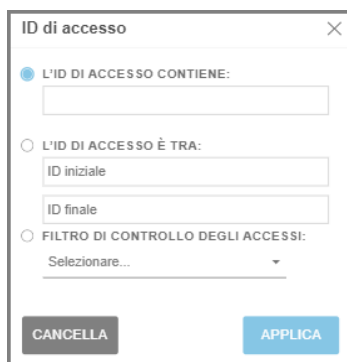 ID di accesso
L'ID DI ACCESSO CONTIENE:
L'ID DI ACCESSO È TRA:
ID iniziale
ID finale
FILTRO DI CONTROLLO DEGLI ACCESSI:
Selezionare...
CANCELLA APPLICA